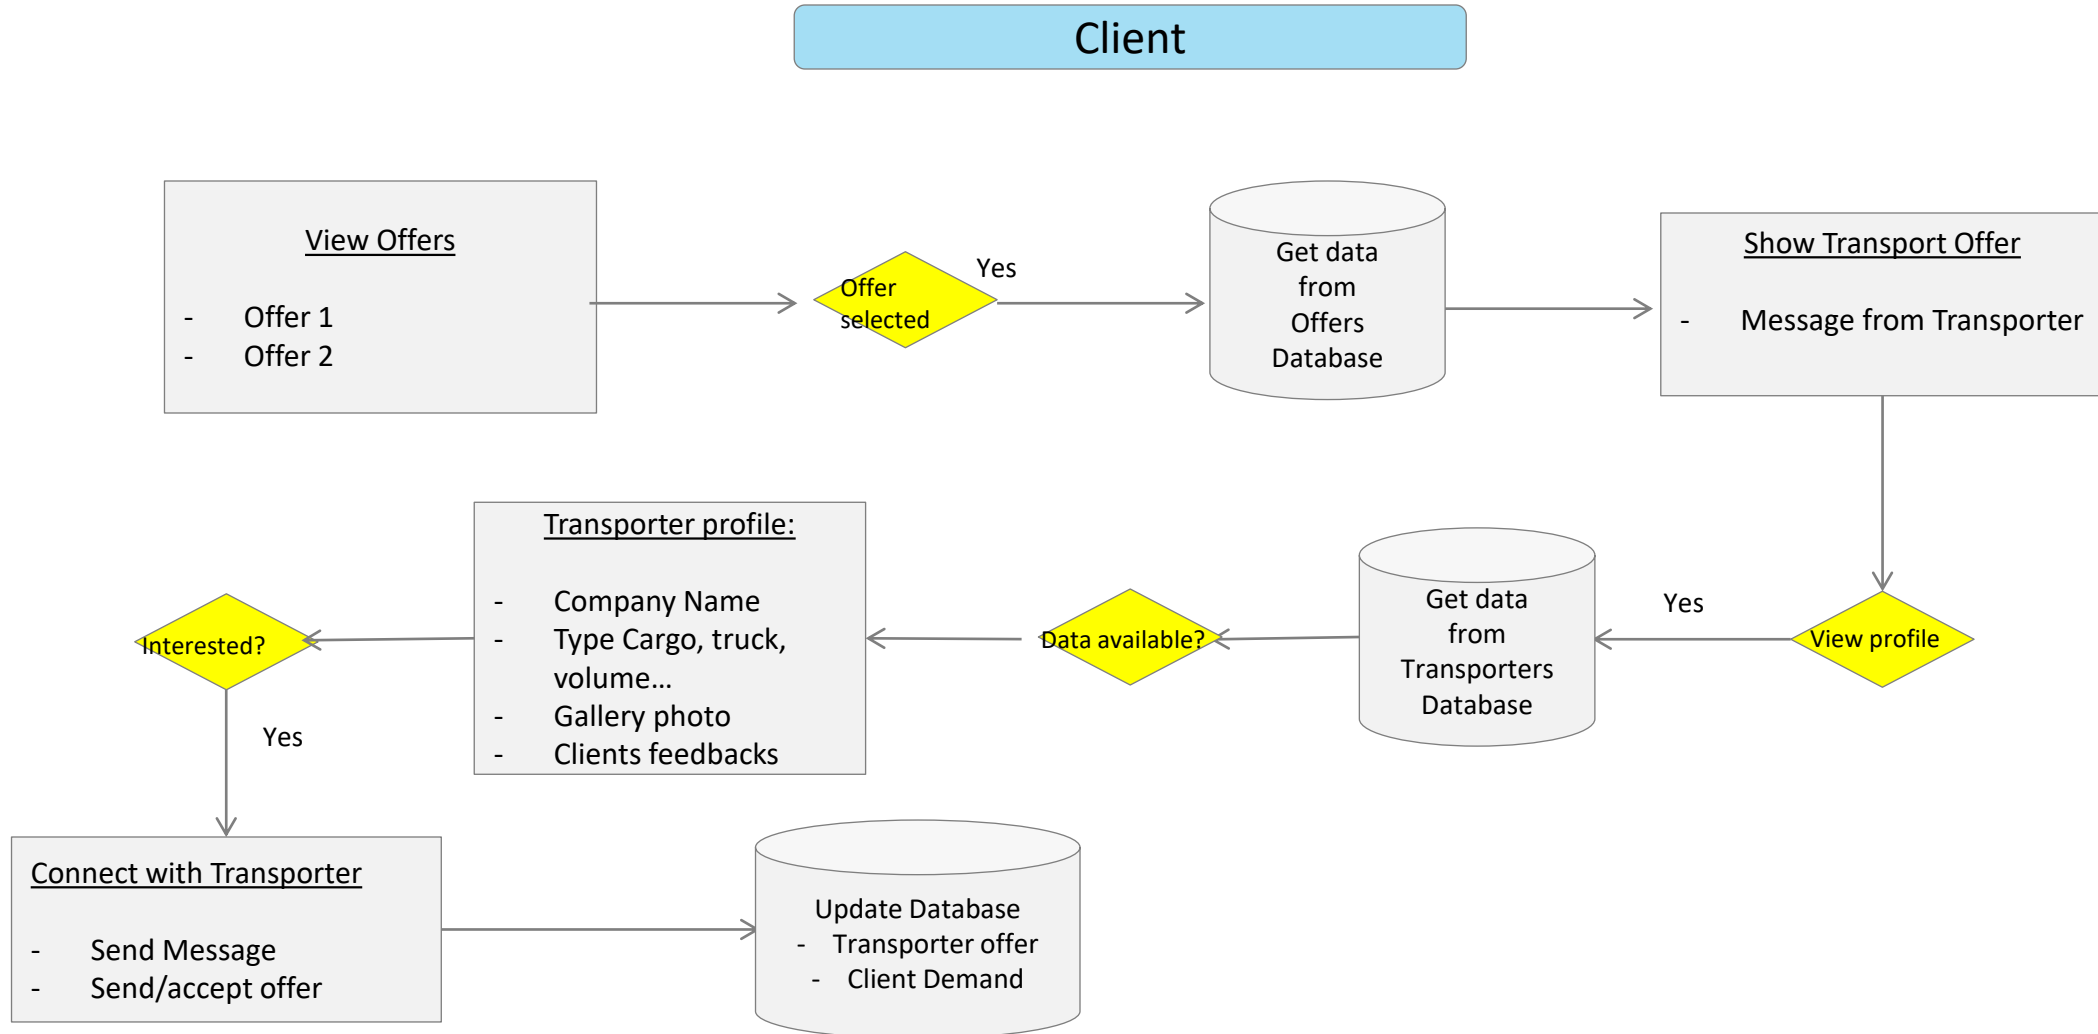 Client
View Offers
- Offer 1
- Offer 2
Offer
selected
Yes
Get data
from
Offers
Database
Show Transport Offer
- Message from Transporter
View profile
Yes
Get data
from
Transporters
Database
Data available?
Transporter profile:
- Company Name
- Type Cargo, truck,
volume...
- Gallery photo
- Clients feedbacks
Interested?
Yes
Connect with Transporter
- Send Message
- Send/accept offer
Update Database
- Transporter offer
- Client Demand